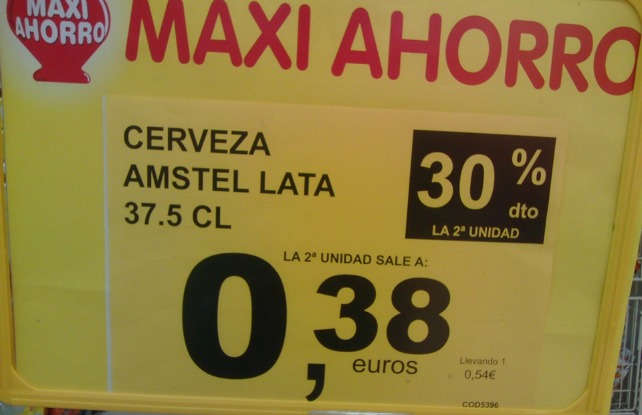 MAXI
AHORRO
MAXI AHORRO
CERVEZA
AMSTEL LATA
37.5 CL
30 % dto
LA 2ª UNIDAD
LA 2ª UNIDAD SALE A:
0,38
euros
Llevando 1
0,54€
COD5396